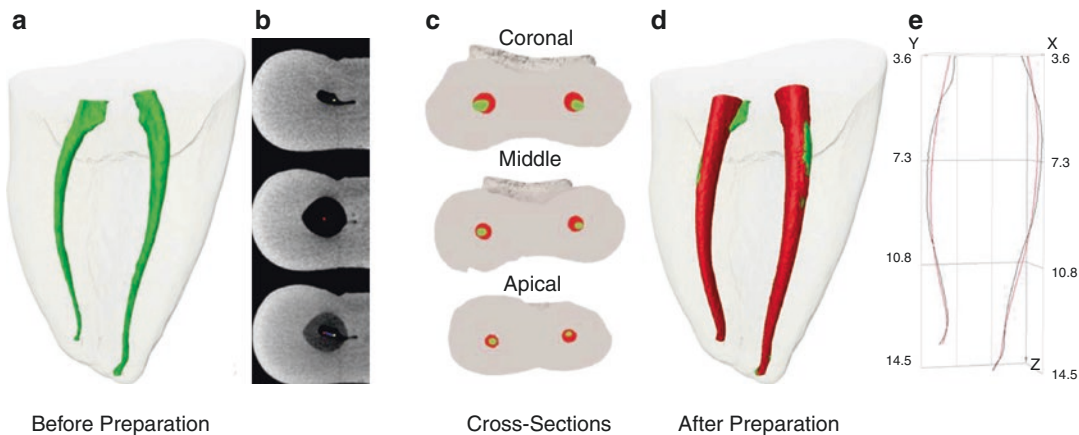 a
b
c
d
e
Coronal
Middle
Apical
Y
X
3.6
3.6
7.3
7.3
10.8
10.8
14.5
Z
14.5
Before Preparation
Cross-Sections
After Preparation